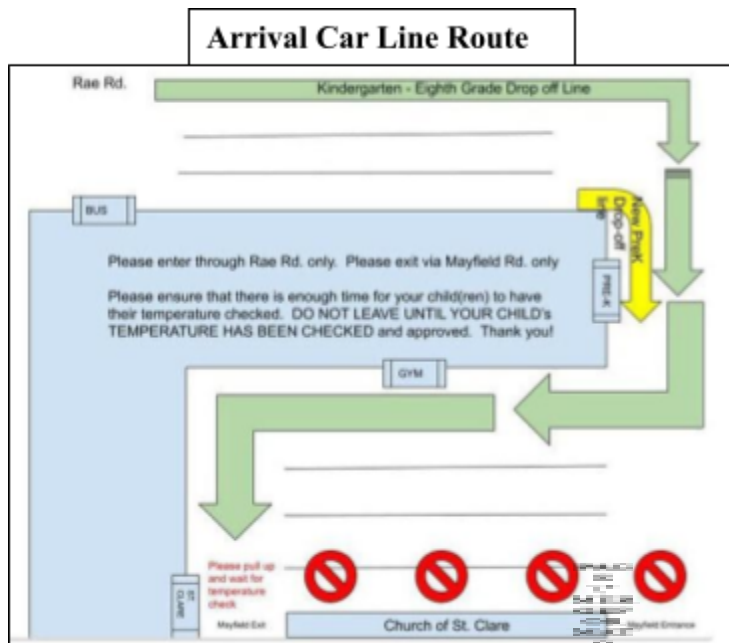 Arrival Car Line Route
Rae Rd.
Kindergarten - Eighth Grade Drop off Line
BUS
New PreK
Drop-off
line
Please enter through Rae Rd. only. Please exit via Mayfield Rd. only
PRE-K
Please ensure that there is enough time for your child(ren) to have
their temperature checked. DO NOT LEAVE UNTIL YOUR CHILD's
TEMPERATURE HAS BEEN CHECKED and approved. Thank you!
GYM
Please pull up
and wait for
temperature
check
ST.
CLARE
Mayfield Exit
Church of St. Clare
Mayfield Entrance